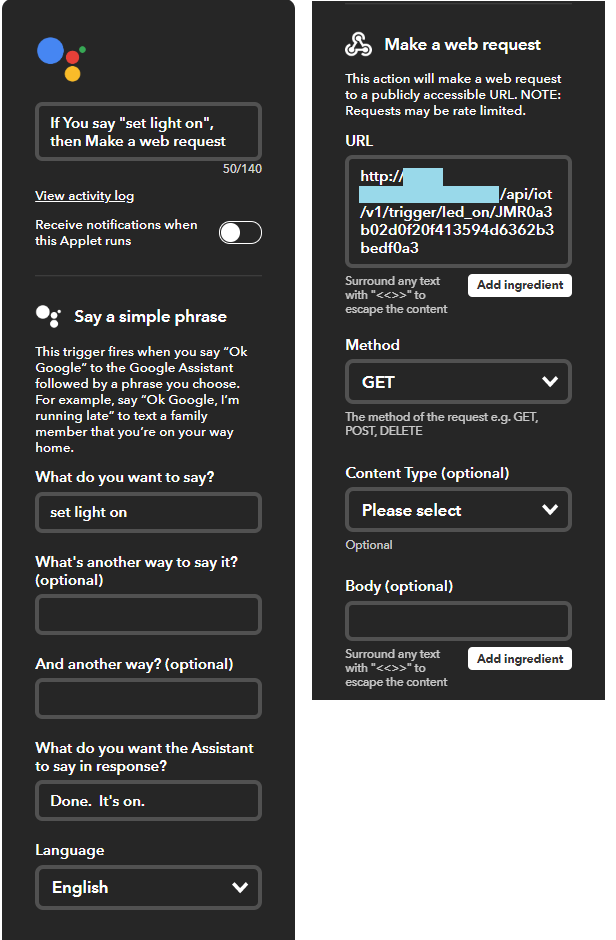 If You say "set light on",
then Make a web request
50/140
View activity log
Receive notifications when
this Applet runs
Say a simple phrase
This trigger fires when you say “Ok
Google” to the Google Assistant
followed by a phrase you choose.
For example, say “Ok Google, I’m
running late” to text a family
member that you’re on your way
home.
What do you want to say?
set light on
What's another way to say it?
(optional)
And another way? (optional)
What do you want the Assistant
to say in response?
Done.  It's on.
Language
English
Make a web request
This action will make a web request
to a publicly accessible URL. NOTE:
Requests may be rate limited.
URL
http://
/api/iot
/v1/trigger/led_on/JMR0a3
b02d0f20f413594d6362b3
bedf0a3
Surround any text
with "<<>>" to
escape the content
Add ingredient
Method
GET
The method of the request e.g. GET,
POST, DELETE
Content Type (optional)
Please select
Optional
Body (optional)
Surround any text
with "<<>>" to
escape the content
Add ingredient